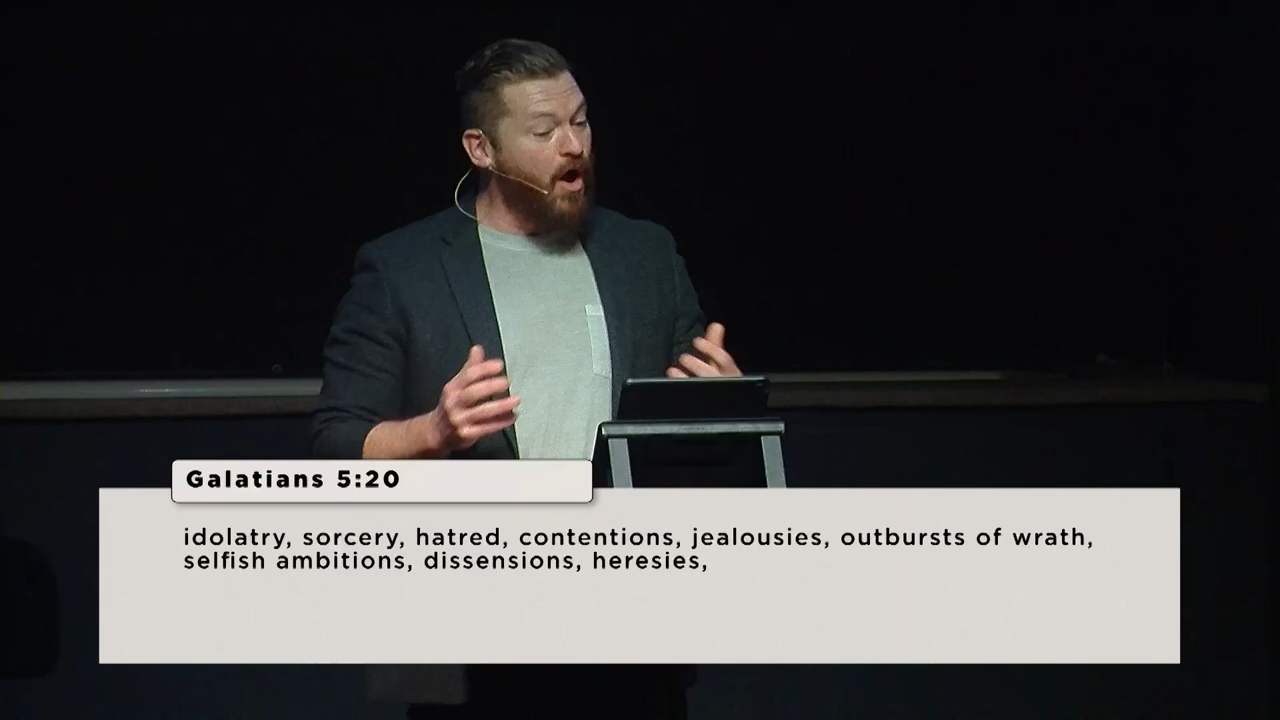 Galatians 5:20
idolatry, sorcery, hatred, contentions, jealousies, outbursts of wrath,
selfish ambitions, dissensions, heresies,